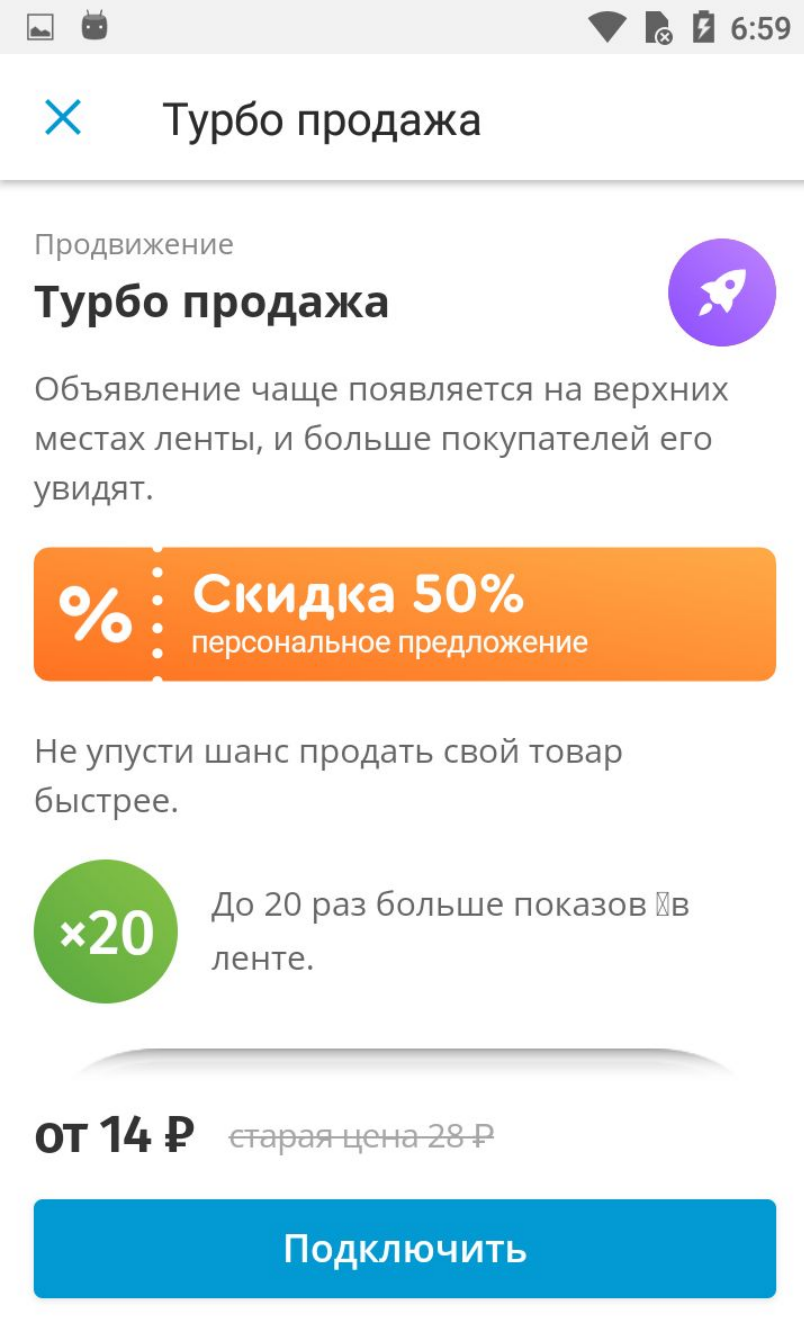 6:59
Турбо продажа
Продвижение
Турбо продажа
Объявление чаще появляется на верхних
местах ленты, и больше покупателей его
увидят.
%
Скидка 50%
персональное предложение
Не упусти шанс продать свой товар
быстрее.
×20
До 20 раз больше показов в
ленте.
от 14 ₽ старая цена 28 ₽
Подключить